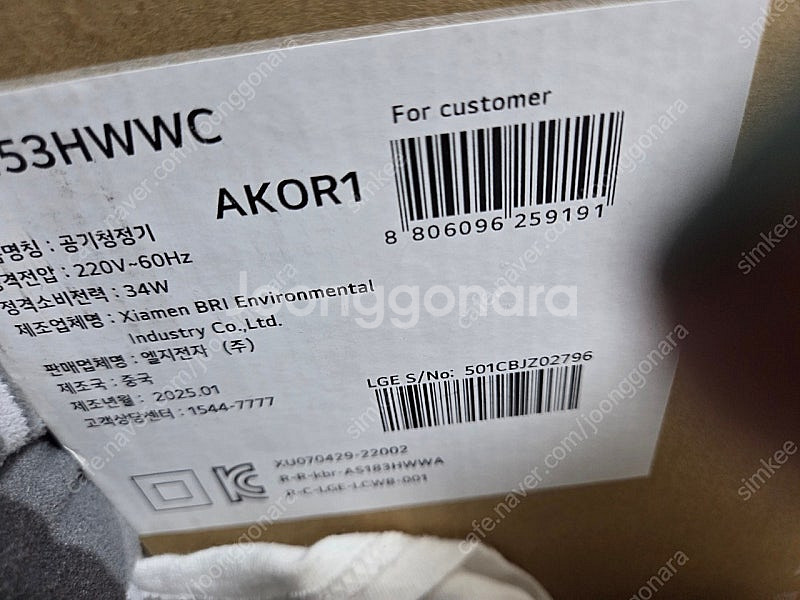 53HWWC
For customer
AKOR1
8 806096 259191
명칭 : 공기청정기
격전압 : 220V~60Hz
정격소비전력 : 34W
제조업체명 : Xiamen BRI Environmental
Industry Co.,Ltd.
판매업체명 : 엘지전자 (주)
제조국 : 중국
제조년월 : 2025.01
고객상담센터 : 1544-7777
LGE S/No: 501CBJZ02796
XU070429-22002
R-R-kbr-AS183HWWA
R-C-LGE-LCWB-001
joonggonara
cafe.naver.com/joonggonara
simkee